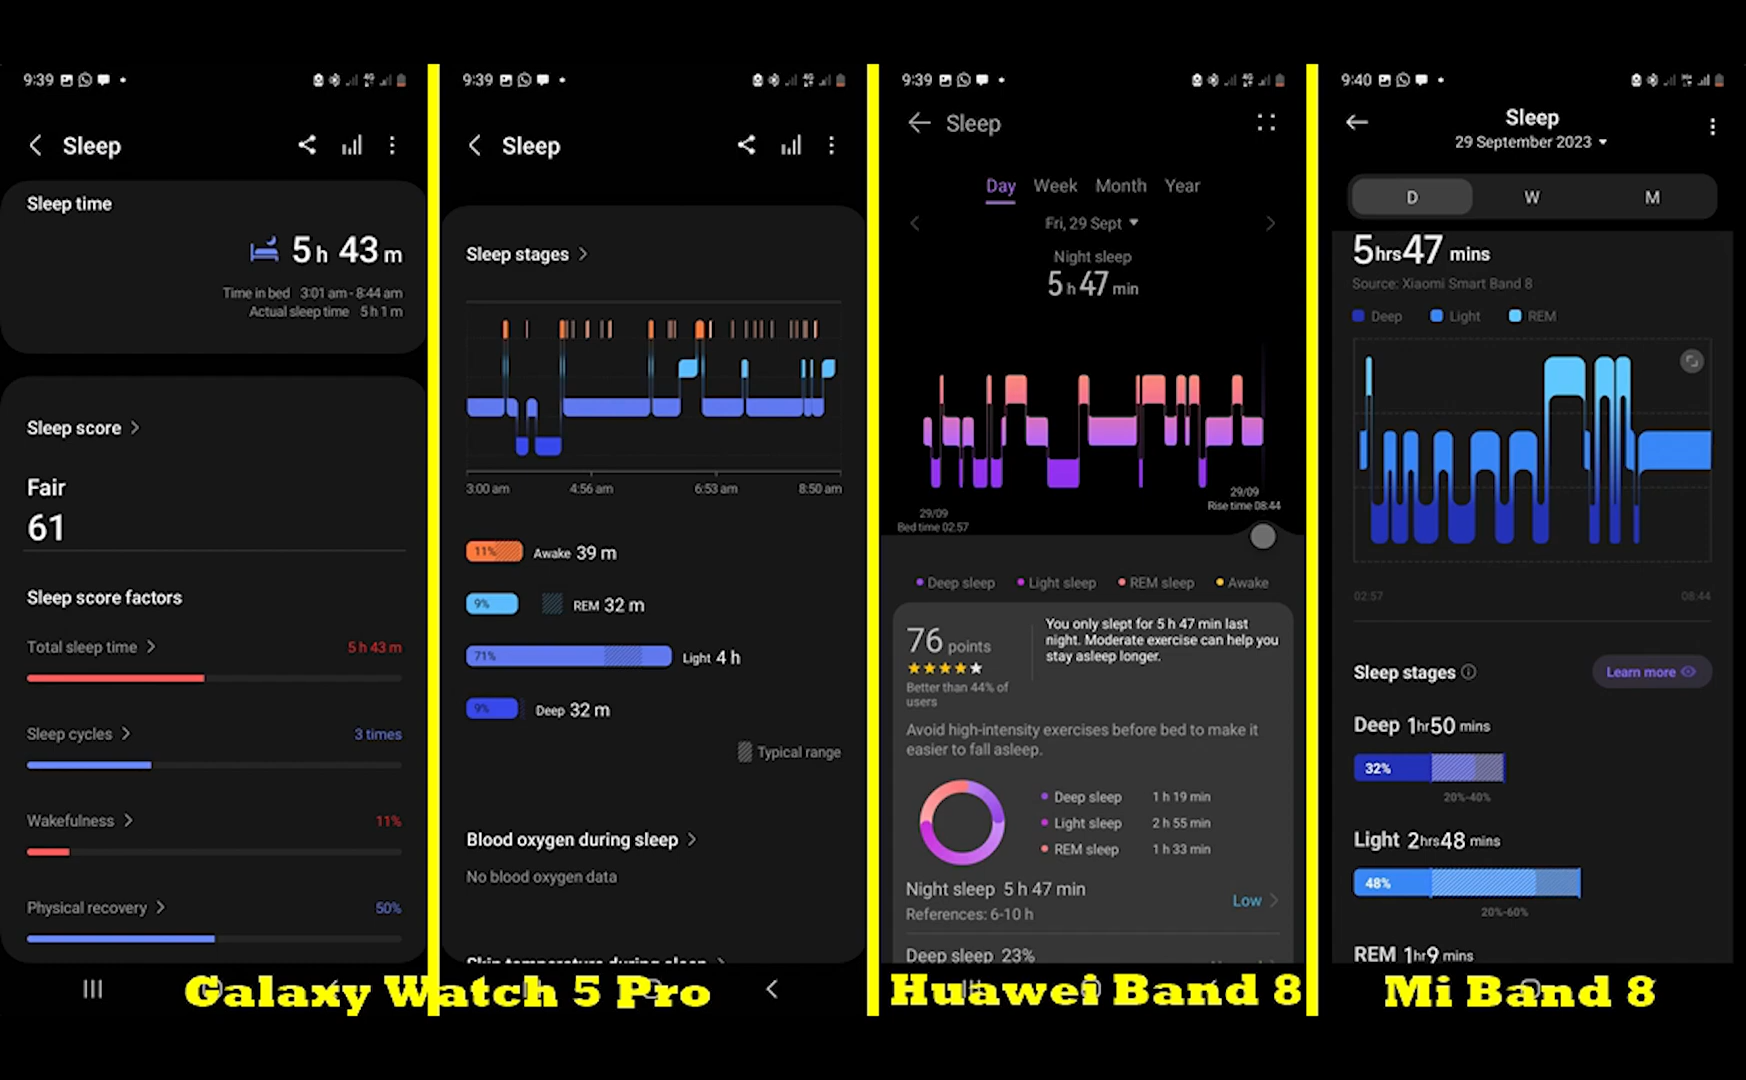 9:39
Sleep
Sleep time
5 h 43 m
Time in bed 3:01 am - 8:44 am
Actual sleep time 5 h 1 m
Sleep score
Fair
61
Sleep score factors
Total sleep time 5 h 43 m
Sleep cycles 3 times
Wakefulness 11%
Physical recovery 50%
9:39
Sleep
Sleep stages
3:00 am 4:56 am 6:53 am 8:50 am
11% Awake 39 m
9% REM 32 m
71% Light 4 h
9% Deep 32 m
Typical range
Blood oxygen during sleep
No blood oxygen data
Skin temperature during sleep
Galaxy Watch 5 Pro
9:39
Sleep
Day Week Month Year
Fri, 29 Sept
Night sleep
5 h 47 min
29/09
Rise time 08:44
29/09
Bed time 02:57
Deep sleep Light sleep REM sleep Awake
76 points
Better than 44% of
users
You only slept for 5 h 47 min last
night. Moderate exercise can help you
stay asleep longer.
Avoid high-intensity exercises before bed to make it
easier to fall asleep.
Deep sleep 1 h 19 min
Light sleep 2 h 55 min
REM sleep 1 h 33 min
Night sleep 5 h 47 min
References: 6-10 h
Low
Deep sleep 23%
Huawei Band 8
9:40
Sleep
29 September 2023
D W M
5hrs47 mins
Source: Xiaomi Smart Band 8
Deep Light REM
02:57 08:44
Sleep stages Learn more
Deep 1hr50 mins
32%
20%-40%
Light 2hrs48 mins
48%
20%-60%
REM 1hr9 mins
Mi Band 8